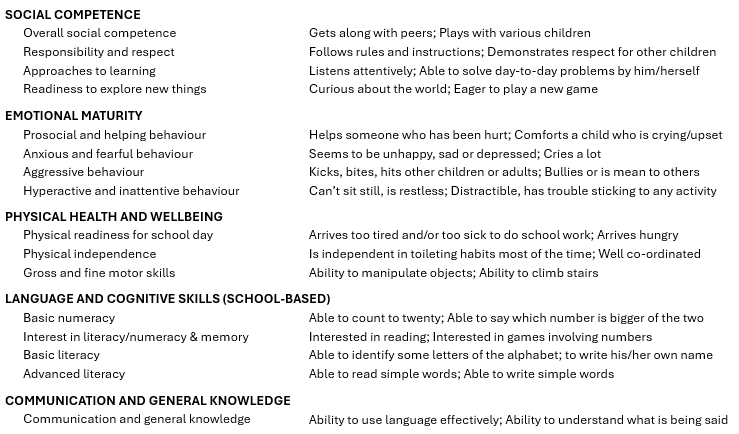 SOCIAL COMPETENCE
Overall social competence Gets along with peers; Plays with various children
Responsibility and respect Follows rules and instructions; Demonstrates respect for other children
Approaches to learning Listens attentively; Able to solve day-to-day problems by him/herself
Readiness to explore new things Curious about the world; Eager to play a new game
EMOTIONAL MATURITY
Prosocial and helping behaviour Helps someone who has been hurt; Comforts a child who is crying/upset
Anxious and fearful behaviour Seems to be unhappy, sad or depressed; Cries a lot
Aggressive behaviour Kicks, bites, hits other children or adults; Bullies or is mean to others
Hyperactive and inattentive behaviour Can't sit still, is restless; Distractible, has trouble sticking to any activity
PHYSICAL HEALTH AND WELLBEING
Physical readiness for school day Arrives too tired and/or too sick to do school work; Arrives hungry
Physical independence Is independent in toileting habits most of the time; Well co-ordinated
Gross and fine motor skills Ability to manipulate objects; Ability to climb stairs
LANGUAGE AND COGNITIVE SKILLS (SCHOOL-BASED)
Basic numeracy Able to count to twenty; Able to say which number is bigger of the two
Interest in literacy/numeracy & memory Interested in reading; Interested in games involving numbers
Basic literacy Able to identify some letters of the alphabet; to write his/her own name
Advanced literacy Able to read simple words; Able to write simple words
COMMUNICATION AND GENERAL KNOWLEDGE
Communication and general knowledge Ability to use language effectively; Ability to understand what is being said